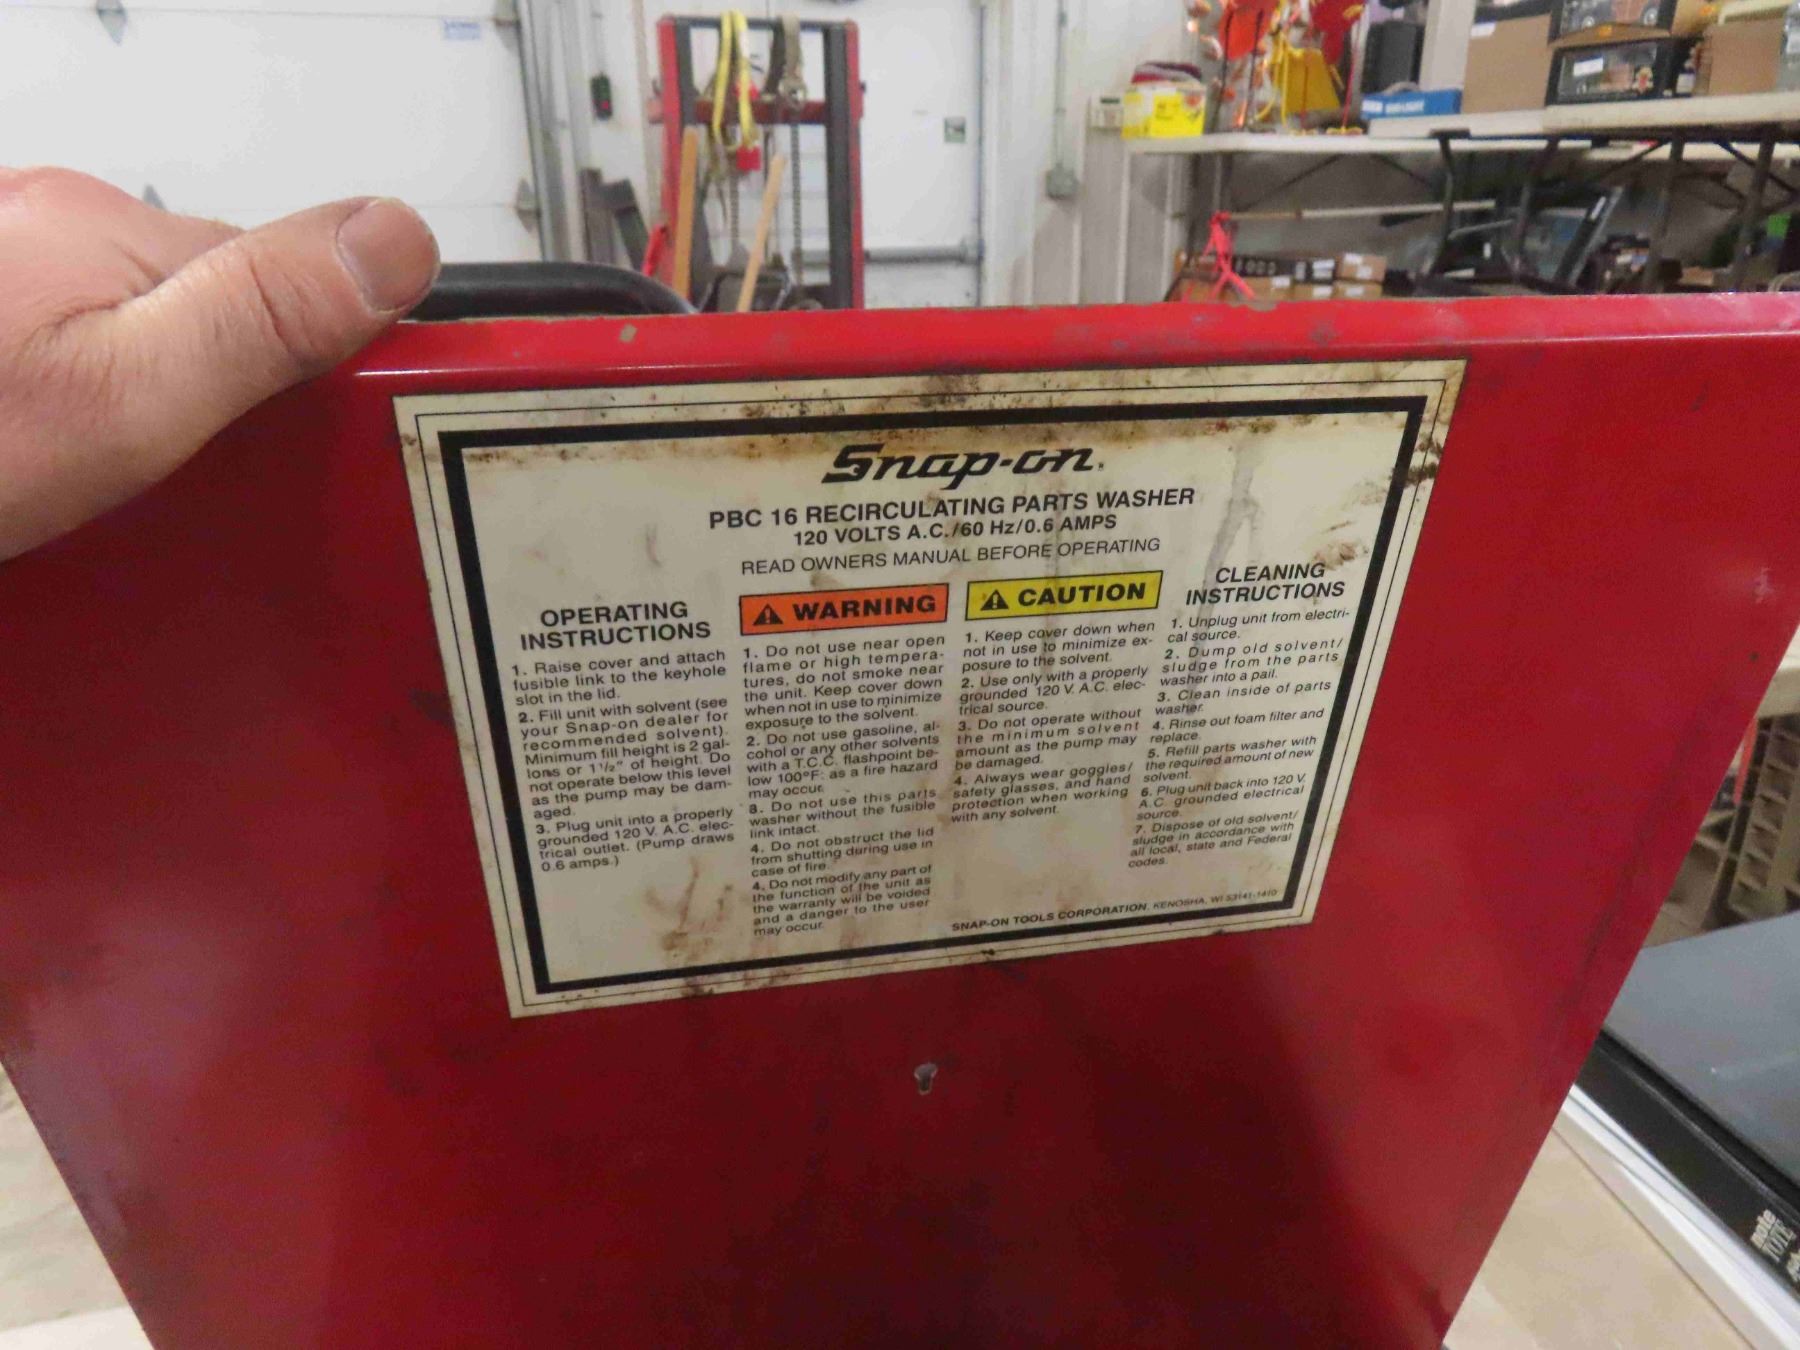 Snap-on
PBC 16 RECIRCULATING PARTS WASHER
120 VOLTS A.C./60 Hz/0.6 AMPS
READ OWNERS MANUAL BEFORE OPERATING
OPERATING
INSTRUCTIONS
1. Raise cover and attach
fusible link to the keyhole
slot in the lid.
2. Fill unit with solvent (see
your Snap-on dealer for
recommended solvent).
Minimum fill height is 2 gal-
lons or 1 1/2" of height. Do
not operate below this level
as the pump may be dam-
aged.
3. Plug unit into a properly
grounded 120 V. A.C. elec-
trical outlet. (Pump draws
0.6 amps.)
WARNING
1. Do not use near open
flame or high tempera-
tures, do not smoke near
the unit. Keep cover down
when not in use to minimize
exposure to the solvent.
2. Do not use gasoline, al-
cohol or any other solvents
with a T.C.C. flashpoint be-
low 100°F: as a fire hazard
may occur.
3. Do not use this parts
washer without the fusible
link intact.
4. Do not obstruct the lid
from shutting during use in
case of fire.
4. Do not modify any part of
the function of the unit as
the warranty will be voided
and a danger to the user
may occur.
CAUTION
1. Keep cover down when
not in use to minimize ex-
posure to the solvent.
2. Use only with a properly
grounded 120 V. A.C. elec-
trical source.
3. Do not operate without
the minimum solvent
amount as the pump may
be damaged.
4. Always wear goggles/
safety glasses, and hand
protection when working
with any solvent.
CLEANING
INSTRUCTIONS
1. Unplug unit from electri-
cal source.
2. Dump old solvent/
sludge from the parts
washer into a pail.
3. Clean inside of parts
washer.
4. Rinse out foam filter and
replace.
5. Refill parts washer with
the required amount of new
solvent.
6. Plug unit back into 120 V.
A.C. grounded electrical
source.
7. Dispose of old solvent/
sludge in accordance with
all local, state and Federal
codes.
SNAP-ON TOOLS CORPORATION, KENOSHA, WI 53141-1410
note
TOTE